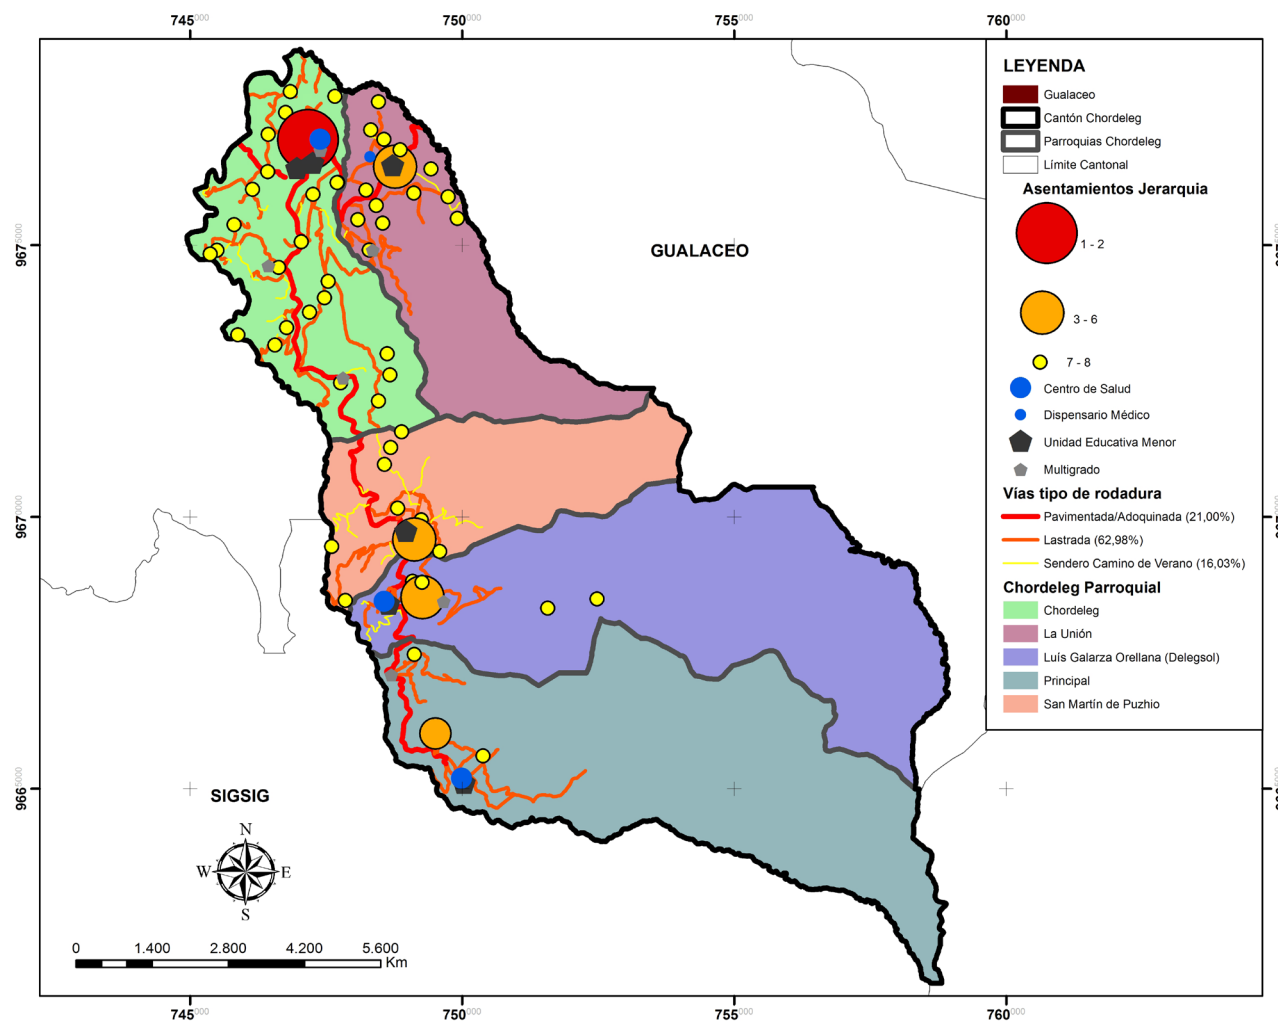 745000 750000 755000 760000
LEYENDA
Gualaceo
Cantón Chordeleg
Parroquias Chordeleg
Límite Cantonal
Asentamientos Jerarquia
1 - 2
3 - 6
7 - 8
Centro de Salud
Dispensario Médico
Unidad Educativa Menor
Multigrado
Vías tipo de rodadura
Pavimentada/Adoquinada (21,00%)
Lastrada (62,98%)
Sendero Camino de Verano (16,03%)
Chordeleg Parroquial
Chordeleg
La Unión
Luís Galarza Orellana (Delegsol)
Principal
San Martín de Puzhio
GUALACEO
SIGSIG
9675000
9670000
9665000
N
W E
S
0 1.400 2.800 4.200 5.600
Km
745000 750000 755000 760000